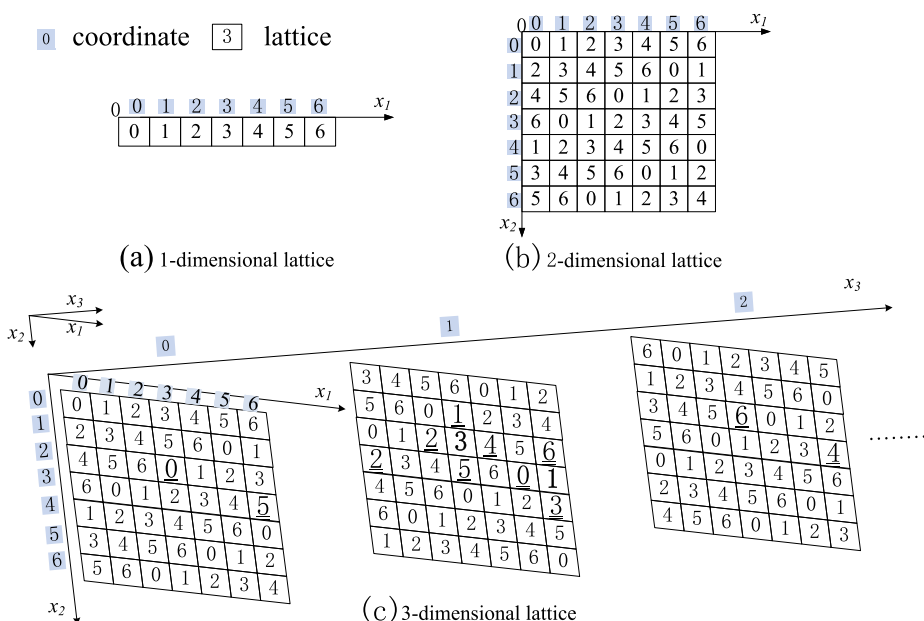 0 coordinate 3 lattice
0 0 1 2 3 4 5 6 x1
0 1 2 3 4 5 6
(a) 1-dimensional lattice
0 0 1 2 3 4 5 6 x1
0 0 1 2 3 4 5 6
1 2 3 4 5 6 0 1
2 4 5 6 0 1 2 3
3 6 0 1 2 3 4 5
4 1 2 3 4 5 6 0
5 3 4 5 6 0 1 2
6 5 6 0 1 2 3 4
x2
(b) 2-dimensional lattice
x3
x1
x2
0 1 2 x3
0 1 2 3 4 5 6 x1
0 0 1 2 3 4 5 6
1 2 3 4 5 6 0 1
2 4 5 6 0 1 2 3
3 6 0 1 2 3 4 5
4 1 2 3 4 5 6 0
5 3 4 5 6 0 1 2
6 5 6 0 1 2 3 4
x2
3 4 5 6 0 1 2
5 6 0 1 2 3 4
0 1 2 3 4 5 6
2 3 4 5 6 0 1
4 5 6 0 1 2 3
6 0 1 2 3 4 5
1 2 3 4 5 6 0
6 0 1 2 3 4 5
1 2 3 4 5 6 0
3 4 5 6 0 1 2
5 6 0 1 2 3 4
0 1 2 3 4 5 6
2 3 4 5 6 0 1
4 5 6 0 1 2 3
........
(c) 3-dimensional lattice